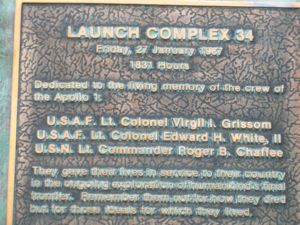 LAUNCH COMPLEX 34
Friday, 27 January 1967
1831 Hours
Dedicated to the living memory of the crew of
the Apollo 1:
U.S.A.F. Lt. Colonel Virgil I. Grissom
U.S.A.F. Lt. Colonel Edward H. White, II
U.S.N. Lt. Commander Roger B. Chaffee
They gave their lives in service to their country
in the ongoing exploration of humankind's final
frontier. Remember them not for how they died
but for those ideals for which they lived.